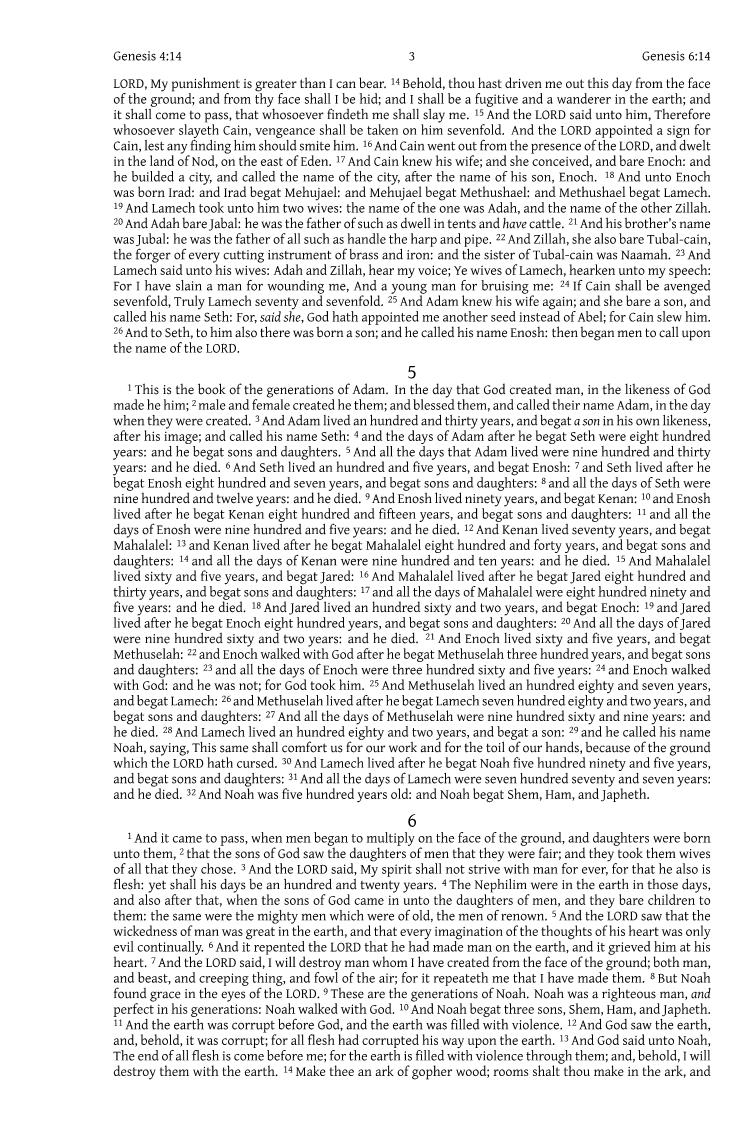 Genesis 4:14 3 Genesis 6:14
LORD, My punishment is greater than I can bear. 14 Behold, thou hast driven me out this day from the face
of the ground; and from thy face shall I be hid; and I shall be a fugitive and a wanderer in the earth; and
it shall come to pass, that whosoever findeth me shall slay me. 15 And the LORD said unto him, Therefore
whosoever slayeth Cain, vengeance shall be taken on him sevenfold. And the LORD appointed a sign for
Cain, lest any finding him should smite him. 16 And Cain went out from the presence of the LORD, and dwelt
in the land of Nod, on the east of Eden. 17 And Cain knew his wife; and she conceived, and bare Enoch: and
he builded a city, and called the name of the city, after the name of his son, Enoch. 18 And unto Enoch
was born Irad: and Irad begat Mehujael: and Mehujael begat Methushael: and Methushael begat Lamech.
19 And Lamech took unto him two wives: the name of the one was Adah, and the name of the other Zillah.
20 And Adah bare Jabal: he was the father of such as dwell in tents and have cattle. 21 And his brother's name
was Jubal: he was the father of all such as handle the harp and pipe. 22 And Zillah, she also bare Tubal-cain,
the forger of every cutting instrument of brass and iron: and the sister of Tubal-cain was Naamah. 23 And
Lamech said unto his wives: Adah and Zillah, hear my voice; Ye wives of Lamech, hearken unto my speech:
For I have slain a man for wounding me, And a young man for bruising me: 24 If Cain shall be avenged
sevenfold, Truly Lamech seventy and sevenfold. 25 And Adam knew his wife again; and she bare a son, and
called his name Seth: For, said she, God hath appointed me another seed instead of Abel; for Cain slew him.
26 And to Seth, to him also there was born a son; and he called his name Enosh: then began men to call upon
the name of the LORD.
5
1 This is the book of the generations of Adam. In the day that God created man, in the likeness of God
made he him; 2 male and female created he them; and blessed them, and called their name Adam, in the day
when they were created. 3 And Adam lived an hundred and thirty years, and begat a son in his own likeness,
after his image; and called his name Seth: 4 and the days of Adam after he begat Seth were eight hundred
years: and he begat sons and daughters. 5 And all the days that Adam lived were nine hundred and thirty
years: and he died. 6 And Seth lived an hundred and five years, and begat Enosh: 7 and Seth lived after he
begat Enosh eight hundred and seven years, and begat sons and daughters: 8 and all the days of Seth were
nine hundred and twelve years: and he died. 9 And Enosh lived ninety years, and begat Kenan: 10 and Enosh
lived after he begat Kenan eight hundred and fifteen years, and begat sons and daughters: 11 and all the
days of Enosh were nine hundred and five years: and he died. 12 And Kenan lived seventy years, and begat
Mahalalel: 13 and Kenan lived after he begat Mahalalel eight hundred and forty years, and begat sons and
daughters: 14 and all the days of Kenan were nine hundred and ten years: and he died. 15 And Mahalalel
lived sixty and five years, and begat Jared: 16 And Mahalalel lived after he begat Jared eight hundred and
thirty years, and begat sons and daughters: 17 and all the days of Mahalalel were eight hundred ninety and
five years: and he died. 18 And Jared lived an hundred sixty and two years, and begat Enoch: 19 and Jared
lived after he begat Enoch eight hundred years, and begat sons and daughters: 20 And all the days of Jared
were nine hundred sixty and two years: and he died. 21 And Enoch lived sixty and five years, and begat
Methuselah: 22 and Enoch walked with God after he begat Methuselah three hundred years, and begat sons
and daughters: 23 and all the days of Enoch were three hundred sixty and five years: 24 and Enoch walked
with God: and he was not; for God took him. 25 And Methuselah lived an hundred eighty and seven years,
and begat Lamech: 26 and Methuselah lived after he begat Lamech seven hundred eighty and two years, and
begat sons and daughters: 27 And all the days of Methuselah were nine hundred sixty and nine years: and
he died. 28 And Lamech lived an hundred eighty and two years, and begat a son: 29 and he called his name
Noah, saying, This same shall comfort us for our work and for the toil of our hands, because of the ground
which the LORD hath cursed. 30 And Lamech lived after he begat Noah five hundred ninety and five years,
and begat sons and daughters: 31 And all the days of Lamech were seven hundred seventy and seven years:
and he died. 32 And Noah was five hundred years old: and Noah begat Shem, Ham, and Japheth.
6
1 And it came to pass, when men began to multiply on the face of the ground, and daughters were born
unto them, 2 that the sons of God saw the daughters of men that they were fair; and they took them wives
of all that they chose. 3 And the LORD said, My spirit shall not strive with man for ever, for that he also is
flesh: yet shall his days be an hundred and twenty years. 4 The Nephilim were in the earth in those days,
and also after that, when the sons of God came in unto the daughters of men, and they bare children to
them: the same were the mighty men which were of old, the men of renown. 5 And the LORD saw that the
wickedness of man was great in the earth, and that every imagination of the thoughts of his heart was only
evil continually. 6 And it repented the LORD that he had made man on the earth, and it grieved him at his
heart. 7 And the LORD said, I will destroy man whom I have created from the face of the ground; both man,
and beast, and creeping thing, and fowl of the air; for it repeateth me that I have made them. 8 But Noah
found grace in the eyes of the LORD. 9 These are the generations of Noah. Noah was a righteous man, and
perfect in his generations: Noah walked with God. 10 And Noah begat three sons, Shem, Ham, and Japheth.
11 And the earth was corrupt before God, and the earth was filled with violence. 12 And God saw the earth,
and, behold, it was corrupt; for all flesh had corrupted his way upon the earth. 13 And God said unto Noah,
The end of all flesh is come before me; for the earth is filled with violence through them; and, behold, I will
destroy them with the earth. 14 Make thee an ark of gopher wood; rooms shalt thou make in the ark, and